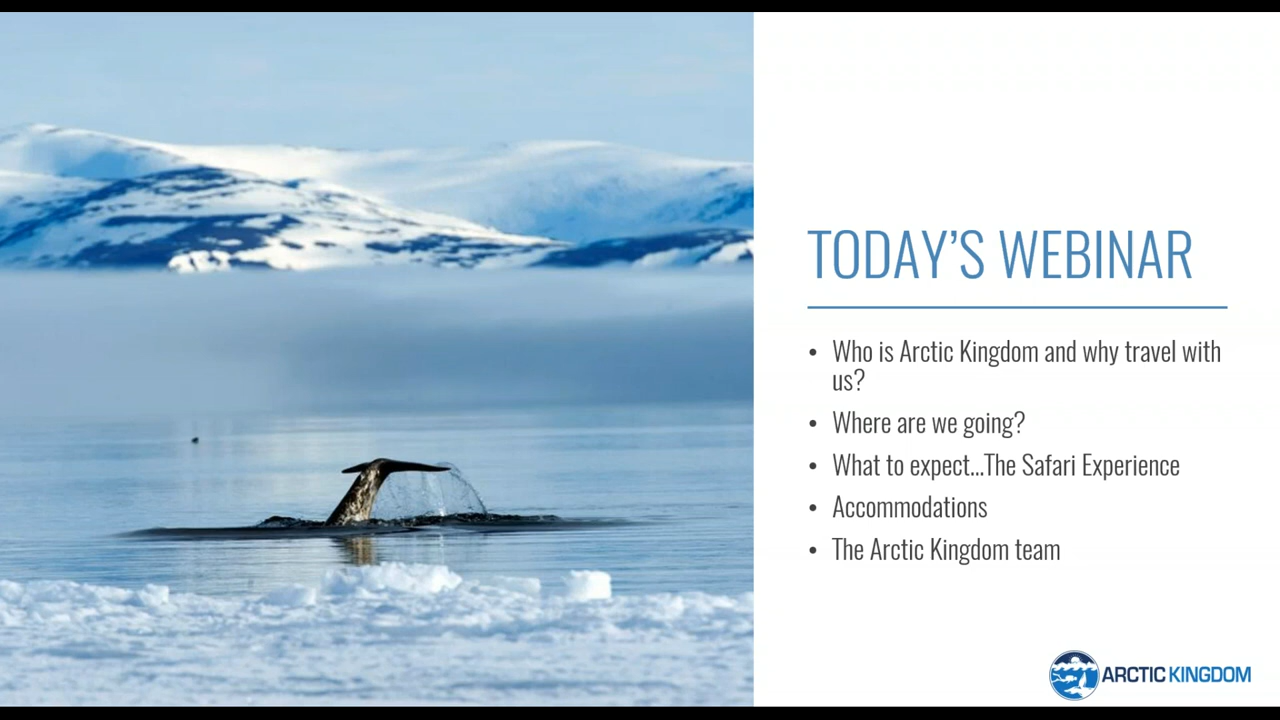 TODAY'S WEBINAR
• Who is Arctic Kingdom and why travel with
us?
• Where are we going?
• What to expect...The Safari Experience
• Accommodations
• The Arctic Kingdom team
ARCTIC KINGDOM